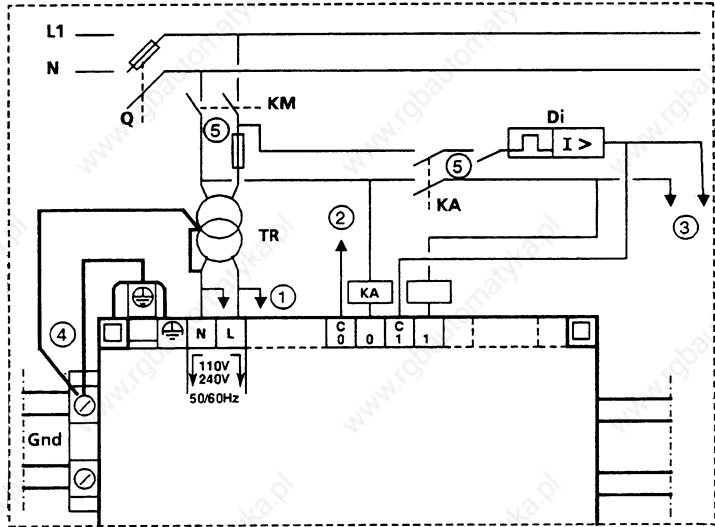 L1
N
Q
KM
5
Di
I >
5
KA
TR
2
1
3
KA
4
N
L
C
0
0
C
1
1
110V
240V
50/60Hz
Gnd
www.rgbautomatyka.pl